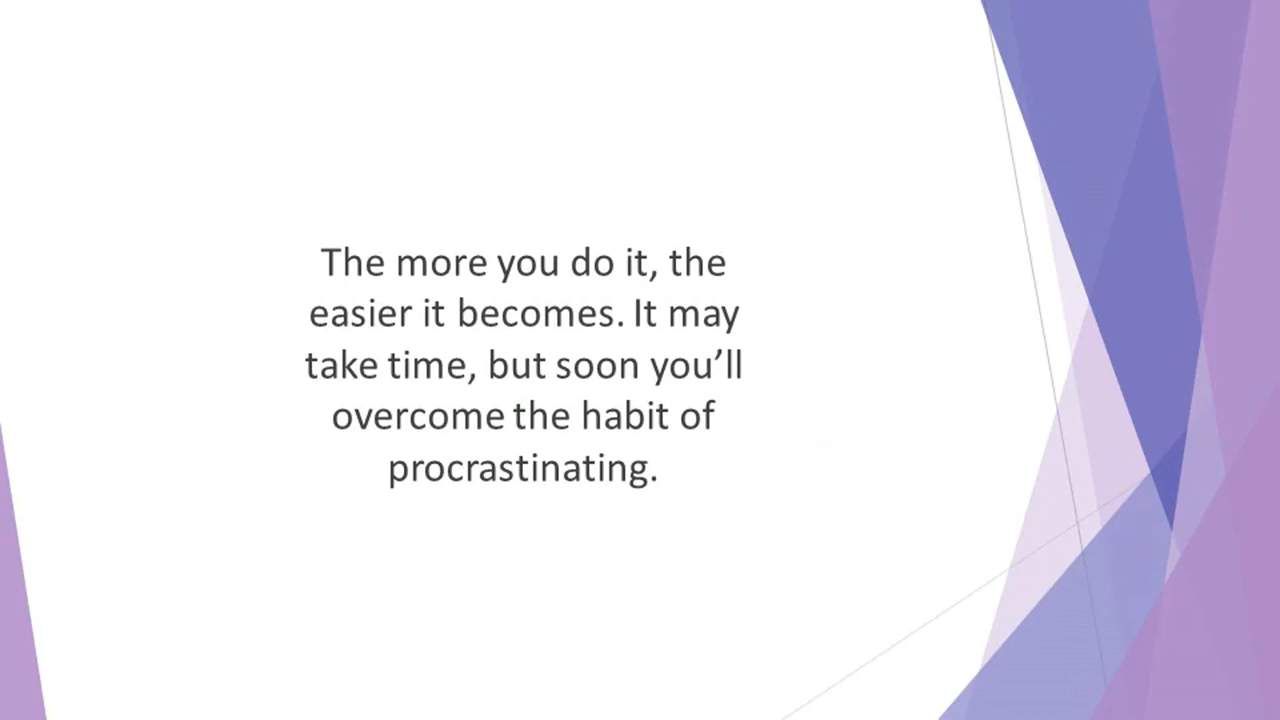 The more you do it, the
easier it becomes. It may
take time, but soon you’ll
overcome the habit of
procrastinating.